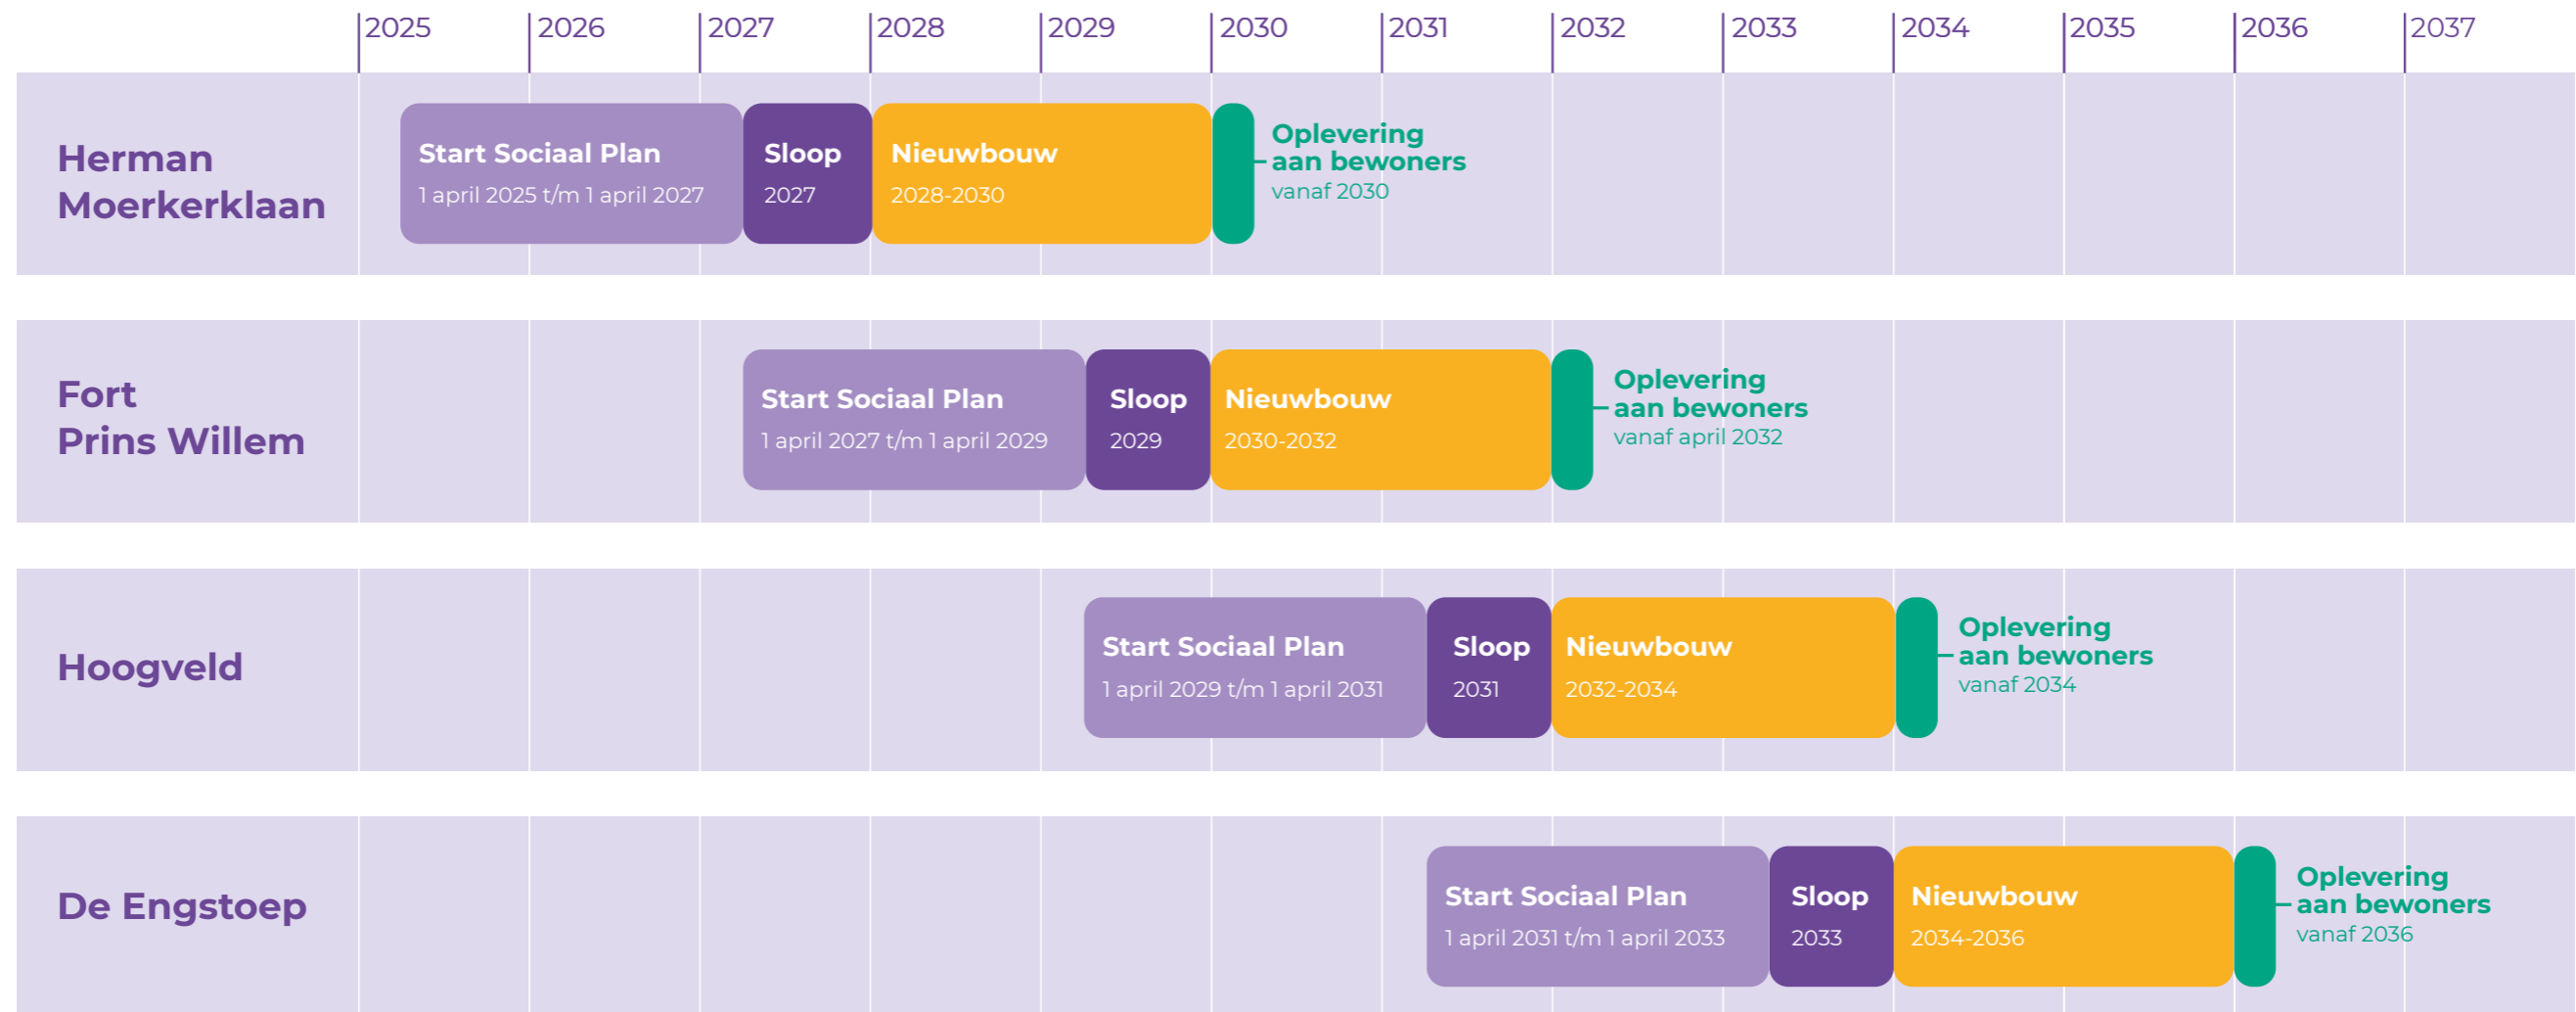 2025 2026 2027 2028 2029 2030 2031 2032 2033 2034 2035 2036 2037
Herman
Moerkerklaan
Start Sociaal Plan
1 april 2025 t/m 1 april 2027
Sloop
2027
Nieuwbouw
2028-2030
Oplevering
aan bewoners
vanaf 2030
Fort
Prins Willem
Start Sociaal Plan
1 april 2027 t/m 1 april 2029
Sloop
2029
Nieuwbouw
2030-2032
Oplevering
aan bewoners
vanaf april 2032
Hoogveld
Start Sociaal Plan
1 april 2029 t/m 1 april 2031
Sloop
2031
Nieuwbouw
2032-2034
Oplevering
aan bewoners
vanaf 2034
De Engstoep
Start Sociaal Plan
1 april 2031 t/m 1 april 2033
Sloop
2033
Nieuwbouw
2034-2036
Oplevering
aan bewoners
vanaf 2036